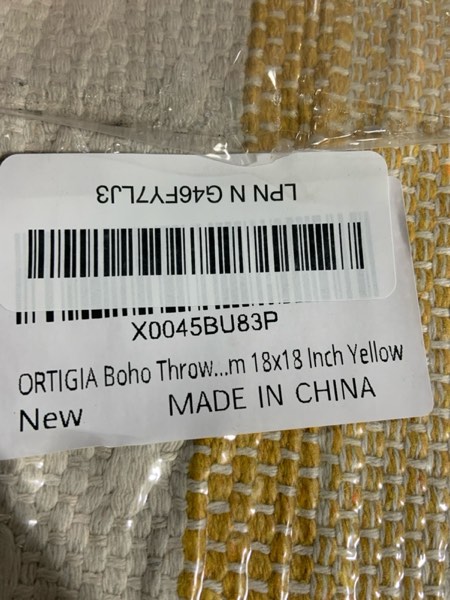 LPN N G46FY7LJ3
X0045BU83P
ORTIGIA Boho Throw...m 18x18 Inch Yellow
New
MADE IN CHINA